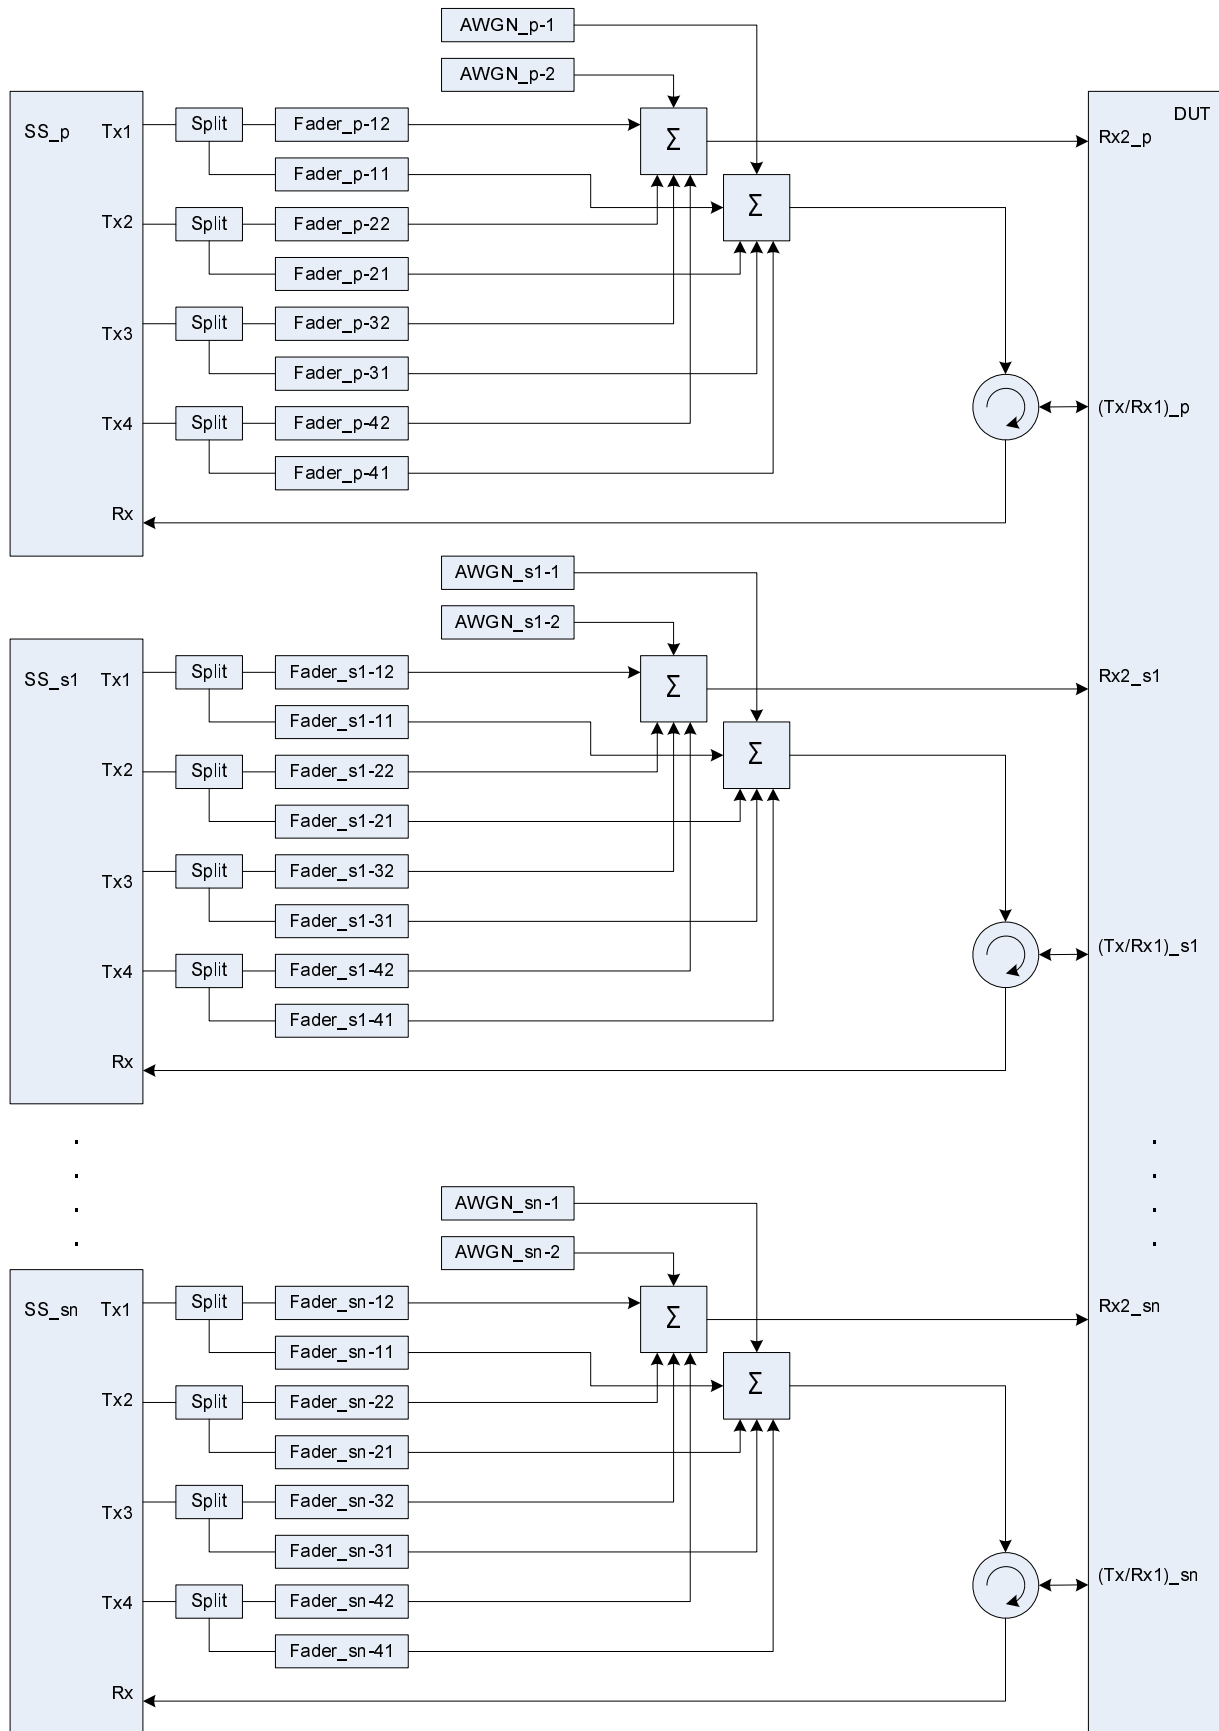 AWGN_p-1
AWGN_p-2
SS_p
Tx1
Split
Fader_p-12
Σ
DUT
Rx2_p
Fader_p-11
Σ
Tx2
Split
Fader_p-22
Fader_p-21
Tx3
Split
Fader_p-32
Fader_p-31
Tx4
Split
Fader_p-42
(Tx/Rx1)_p
Fader_p-41
Rx
AWGN_s1-1
AWGN_s1-2
SS_s1
Tx1
Split
Fader_s1-12
Σ
Rx2_s1
Fader_s1-11
Σ
Tx2
Split
Fader_s1-22
Fader_s1-21
Tx3
Split
Fader_s1-32
Fader_s1-31
Tx4
Split
Fader_s1-42
(Tx/Rx1)_s1
Fader_s1-41
Rx
AWGN_sn-1
AWGN_sn-2
SS_sn
Tx1
Split
Fader_sn-12
Σ
Rx2_sn
Fader_sn-11
Σ
Tx2
Split
Fader_sn-22
Fader_sn-21
Tx3
Split
Fader_sn-32
Fader_sn-31
Tx4
Split
Fader_sn-42
(Tx/Rx1)_sn
Fader_sn-41
Rx